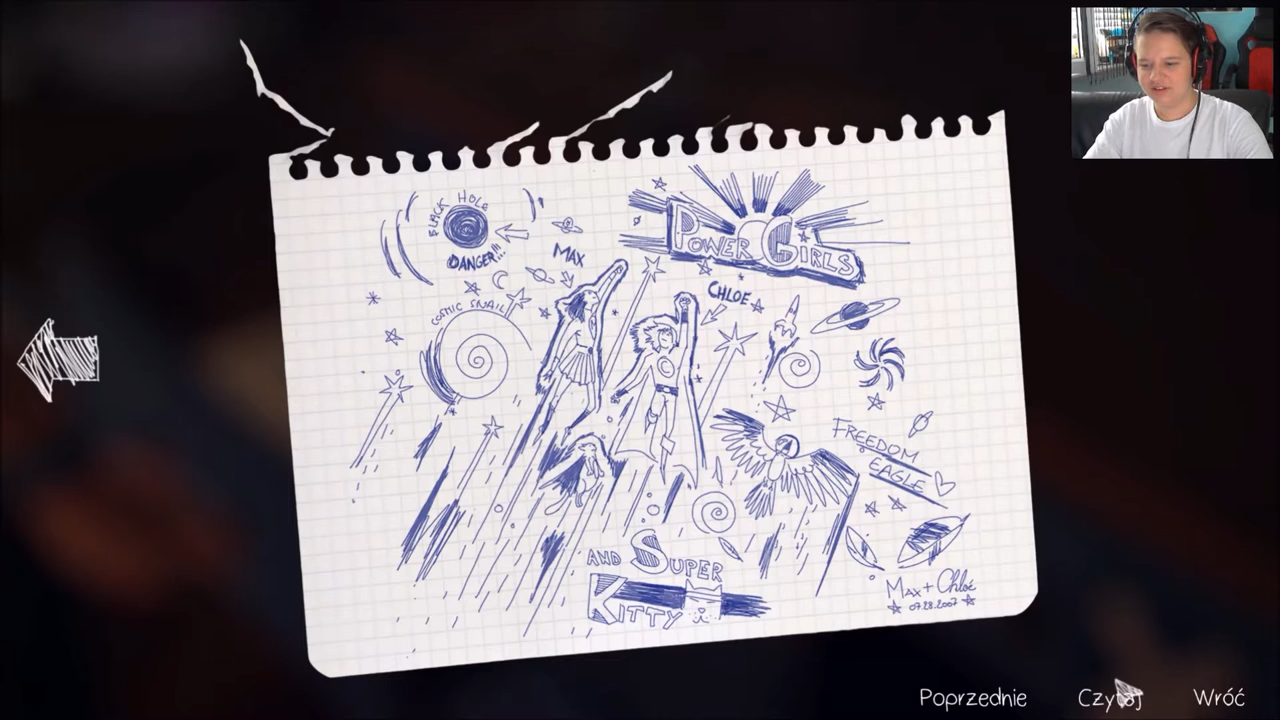 BLACK HOLE
DANGER!!!
MAX
POWER GIRLS
CHLOE
COSMIC SNAIL
FREEDOM
EAGLE
AND SUPER
KITTY
MAX + Chloé
07.28.2007
Poprzednie
Czytaj
Wróć